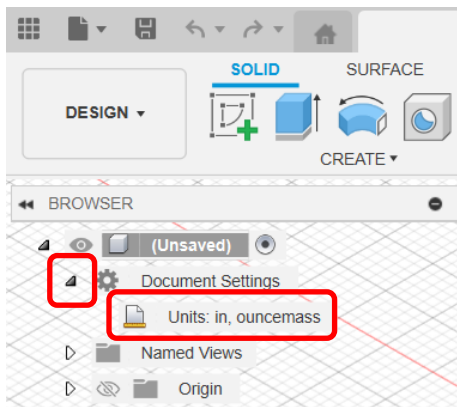 SOLID SURFACE
DESIGN
CREATE
BROWSER
(Unsaved)
Document Settings
Units: in, ouncemass
Named Views
Origin